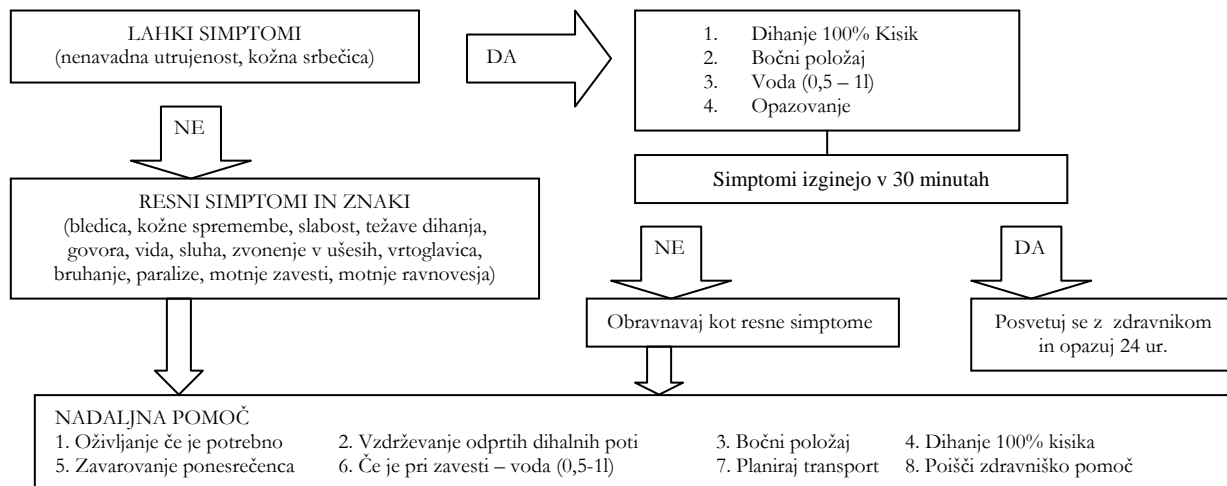 LAHKI SIMPTOMI
(nenavadna utrujenost, kožna srbečica)
DA
1. Dihanje 100% Kisik
2. Bočni položaj
3. Voda (0,5 – 1l)
4. Opazovanje
NE
Simptomi izginejo v 30 minutah
RESNI SIMPTOMI IN ZNAKI
(bledica, kožne spremembe, slabost, težave dihanja,
govora, vida, sluha, zvonenje v ušesih, vrtoglavica,
bruhanje, paralize, motnje zavesti, motnje ravnovesja)
NE
DA
Obravnavaj kot resne simptome
Posvetuj se z zdravnikom
in opazuj 24 ur.
NADALJNA POMOČ
1. Oživljanje če je potrebno 2. Vzdrževanje odprtih dihalnih poti 3. Bočni položaj 4. Dihanje 100% kisika
5. Zavarovanje ponesrečenca 6. Če je pri zavesti – voda (0,5-1l) 7. Planiraj transport 8. Poišči zdravniško pomoč